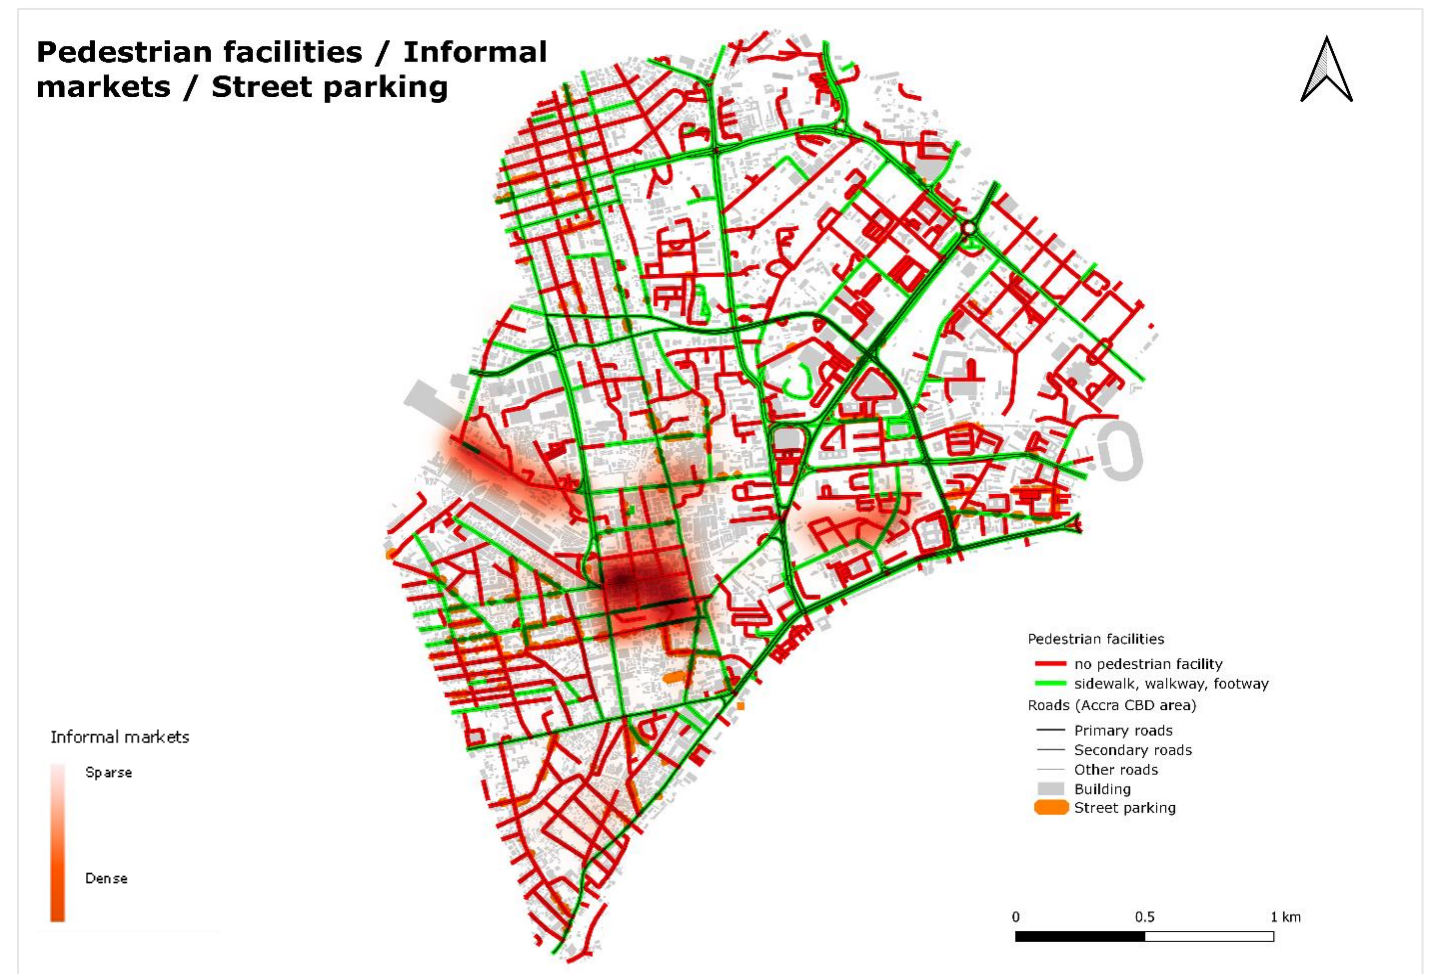 Pedestrian facilities / Informal
markets / Street parking
Pedestrian facilities
no pedestrian facility
sidewalk, walkway, footway
Roads (Accra CBD area)
Primary roads
Secondary roads
Other roads
Building
Street parking
Informal markets
Sparse
Dense
0 0.5 1 km